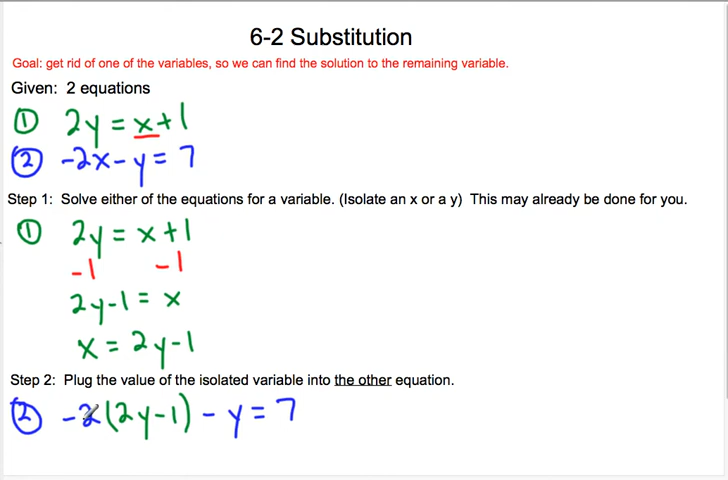 6-2 Substitution
Goal: get rid of one of the variables, so we can find the solution to the remaining variable.
Given: 2 equations
① 2y = x + 1
② -2x - y = 7
Step 1: Solve either of the equations for a variable. (Isolate an x or a y) This may already be done for you.
① 2y = x + 1
-1 -1
2y - 1 = x
x = 2y - 1
Step 2: Plug the value of the isolated variable into the other equation.
② -2(2y - 1) - y = 7